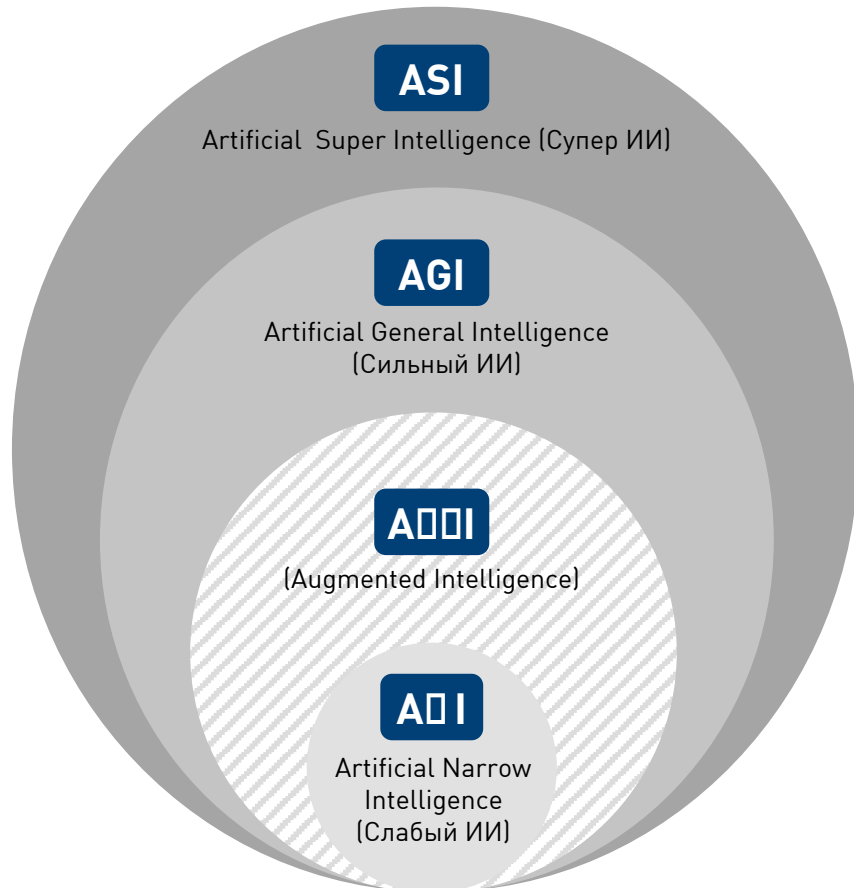 ASI
Artificial Super Intelligence (Супер ИИ)
AGI
Artificial General Intelligence
(Сильный ИИ)
A▯▯I
(Augmented Intelligence)
A▯ I
Artificial Narrow
Intelligence
(Слабый ИИ)